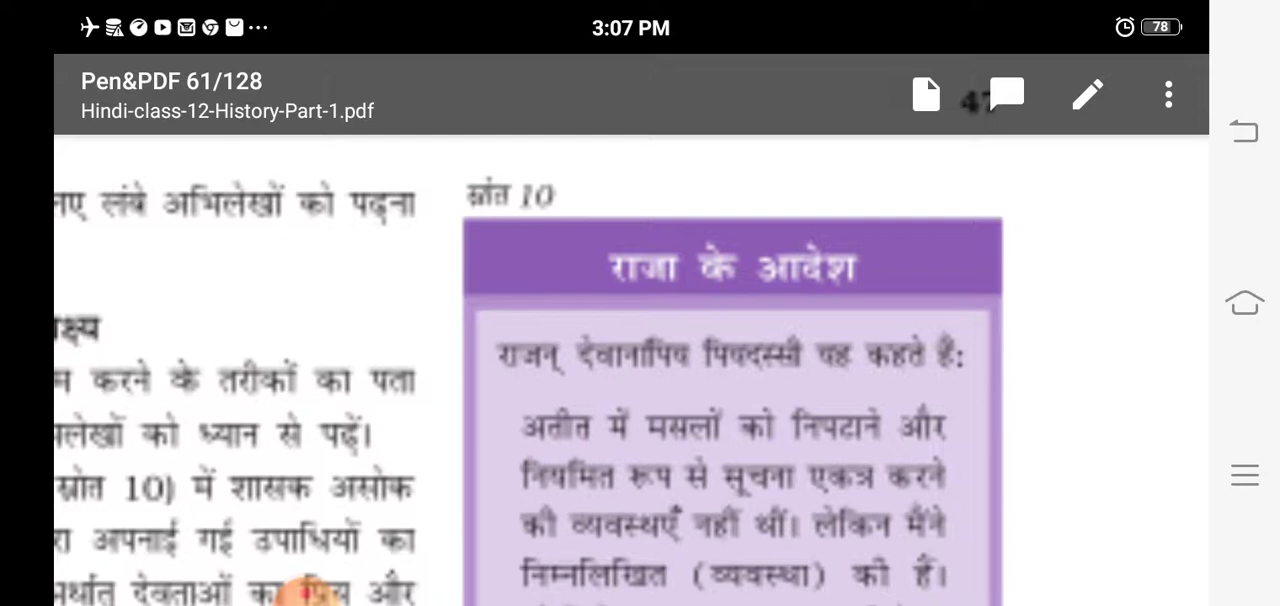 3:07 PM
78
Pen&PDF 61/128
Hindi-class-12-History-Part-1.pdf
47
नए लंबे अभिलेखों को पढ़ना
क्ष्य
म करने के तरीकों का पता
लेखों को ध्यान से पढ़ें।
स्रोत 10) में शासक असोक
रा अपनाई गई उपाधियों का
अर्थात् देवताओं का प्रिय और
स्रोत 10
राजा के आदेश
राजन् देवानांपिय पियदस्सी यह कहते हैं:
अतीत में मसलों को निपटाने और
नियमित रूप से सूचना एकत्र करने
की व्यवस्थाएँ नहीं थीं। लेकिन मैंने
निम्नलिखित (व्यवस्था) की है।